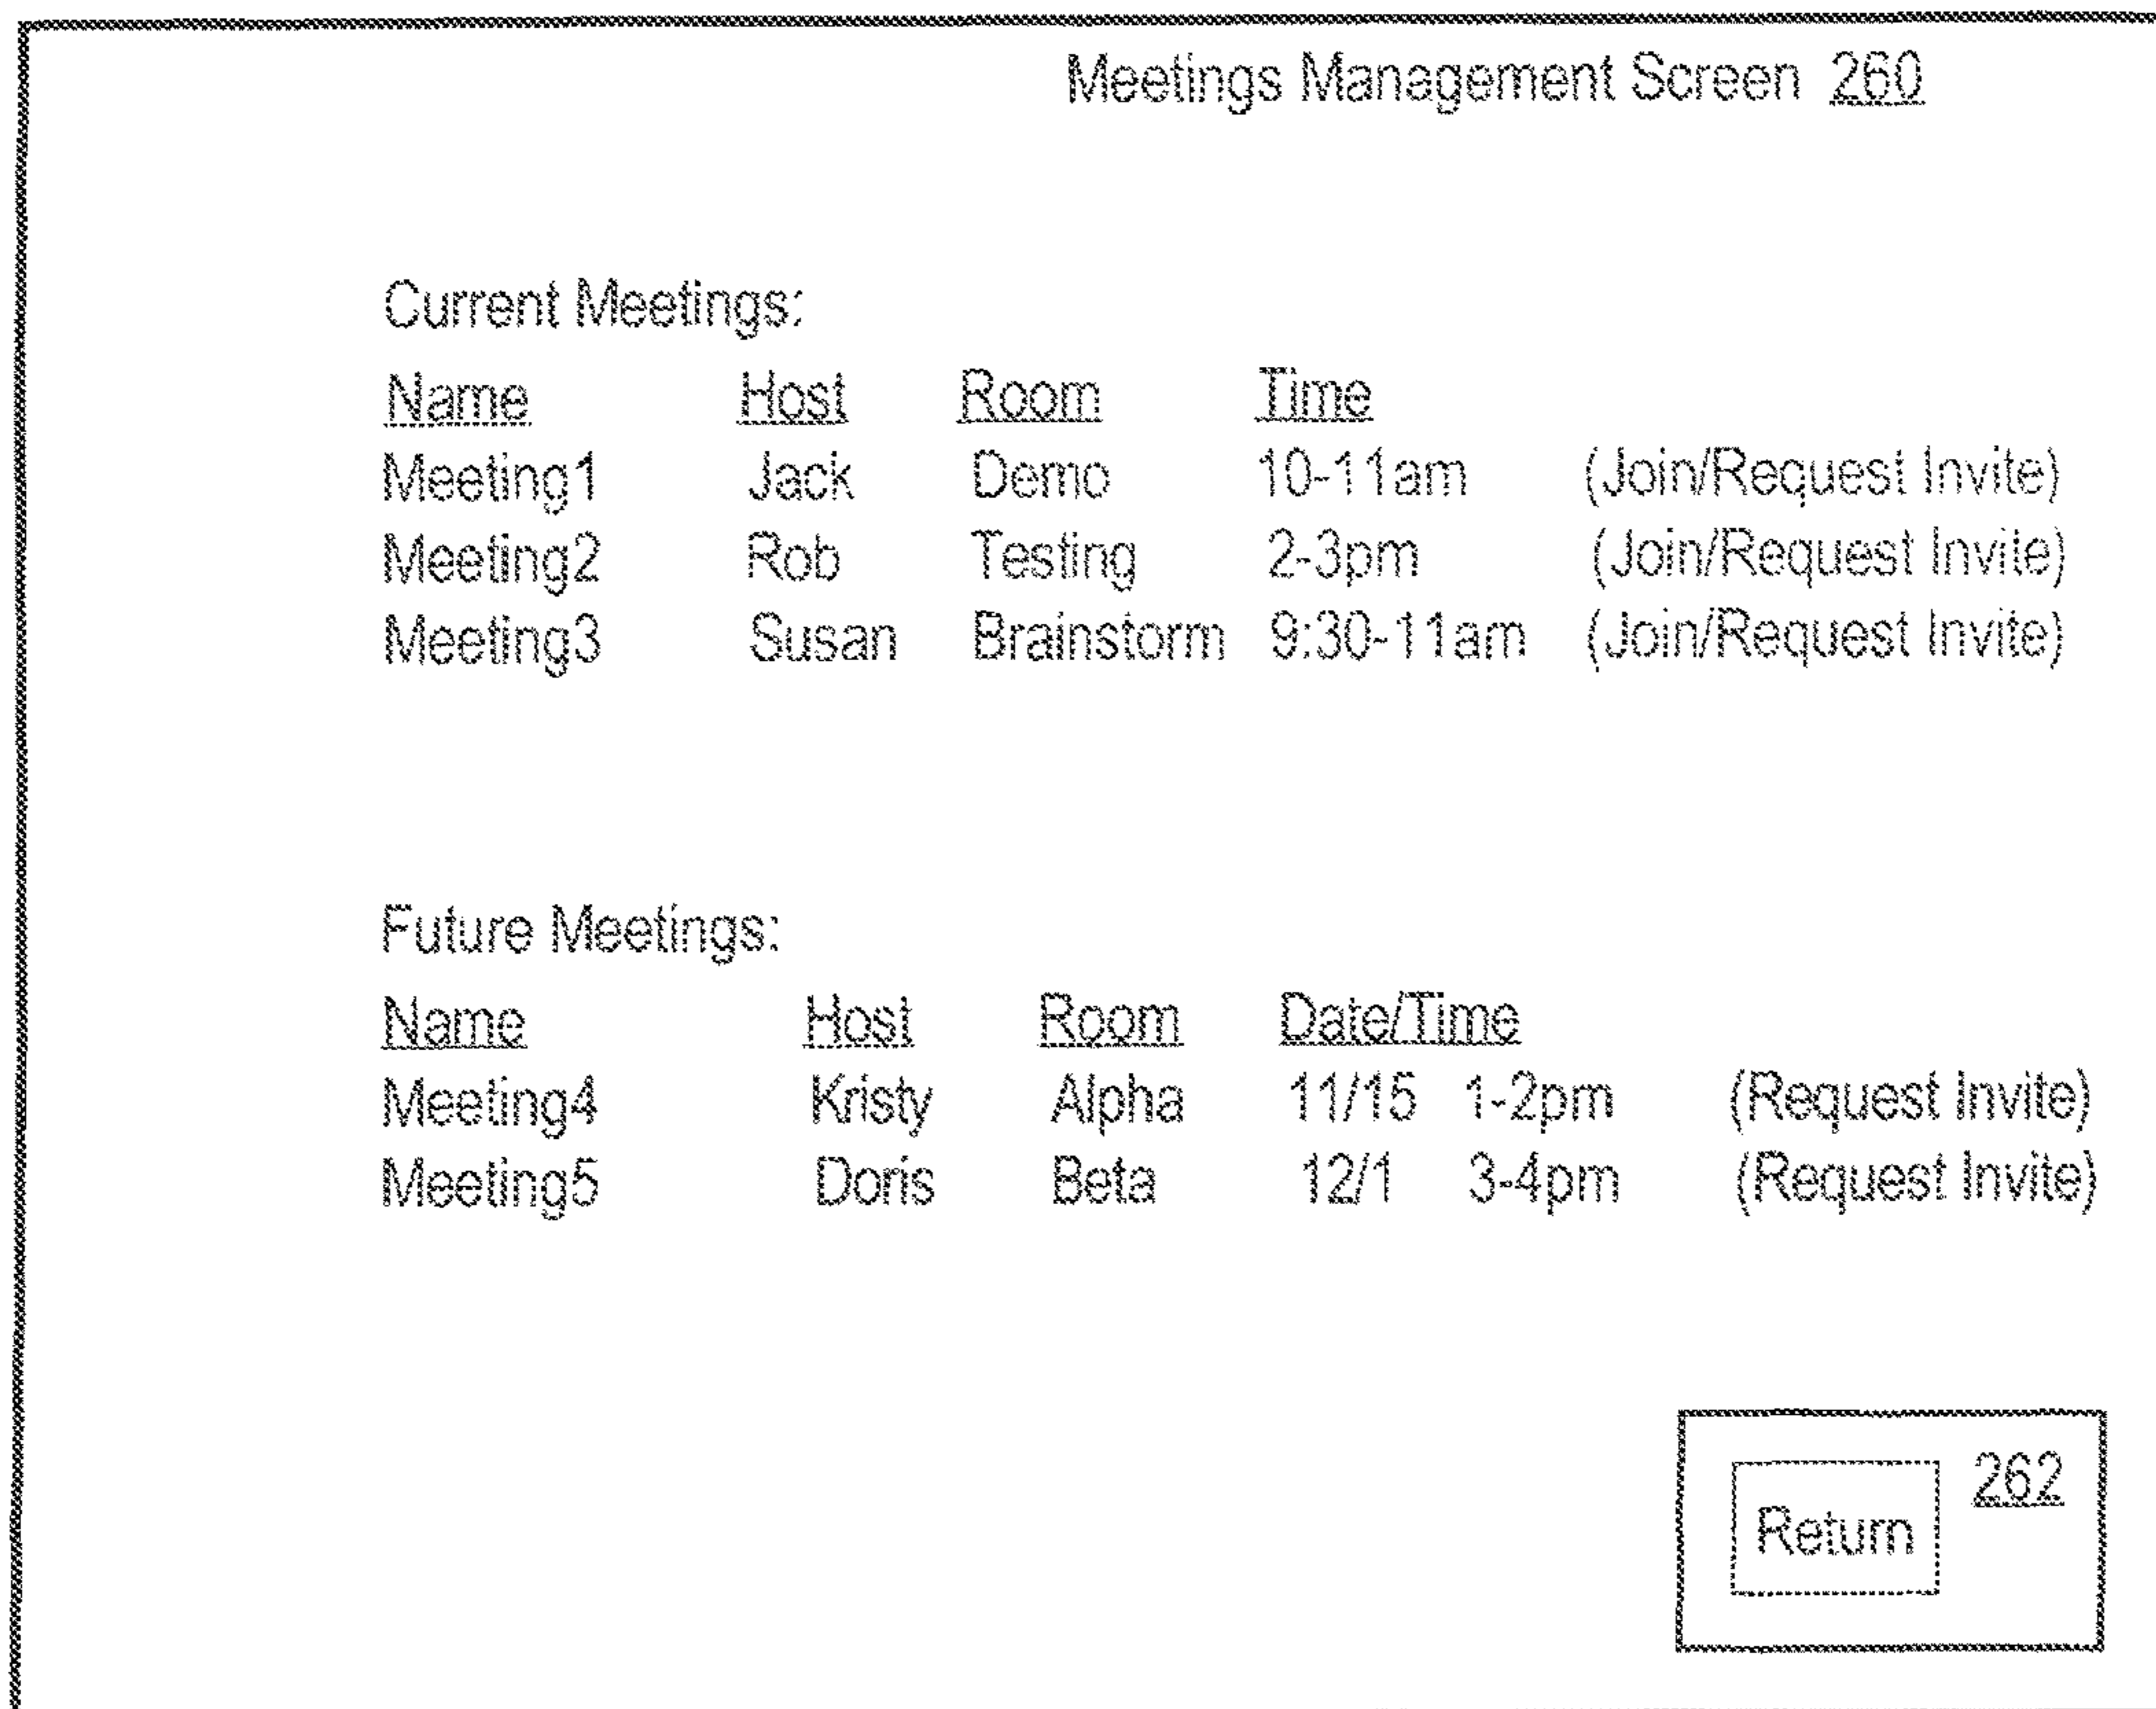 Meetings Management Screen 260
Current Meetings:
Name Host Room Time
Meeting1 Jack Demo 10-11am (Join/Request Invite)
Meeting2 Rob Testing 2-3pm (Join/Request Invite)
Meeting3 Susan Brainstorm 9:30-11am (Join/Request Invite)
Future Meetings:
Name Host Room Date/Time
Meeting4 Kristy Alpha 11/15 1-2pm (Request Invite)
Meeting5 Doris Beta 12/1 3-4pm (Request Invite)
262
Return